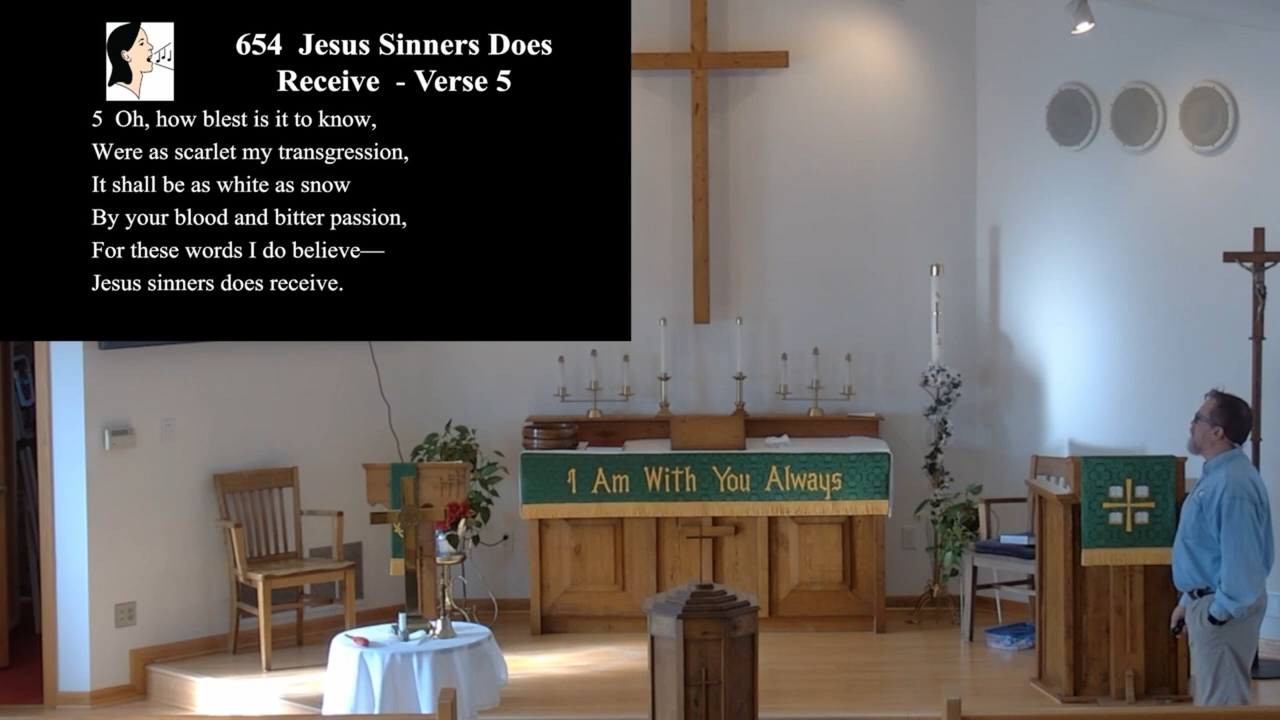 654  Jesus Sinners Does
Receive  - Verse 5
5  Oh, how blest is it to know,
Were as scarlet my transgression,
It shall be as white as snow
By your blood and bitter passion,
For these words I do believe—
Jesus sinners does receive.
I Am With You Always